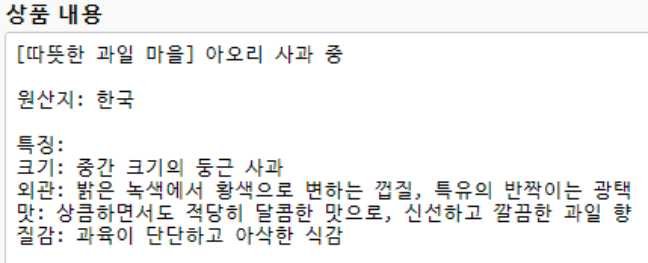 상품 내용
[따뜻한 과일 마을] 아오리 사과 중
원산지: 한국
특징:
크기: 중간 크기의 둥근 사과
외관: 밝은 녹색에서 황색으로 변하는 껍질, 특유의 반짝이는 광택
맛: 상큼하면서도 적당히 달콤한 맛으로, 신선하고 깔끔한 과일 향
질감: 과육이 단단하고 아삭한 식감